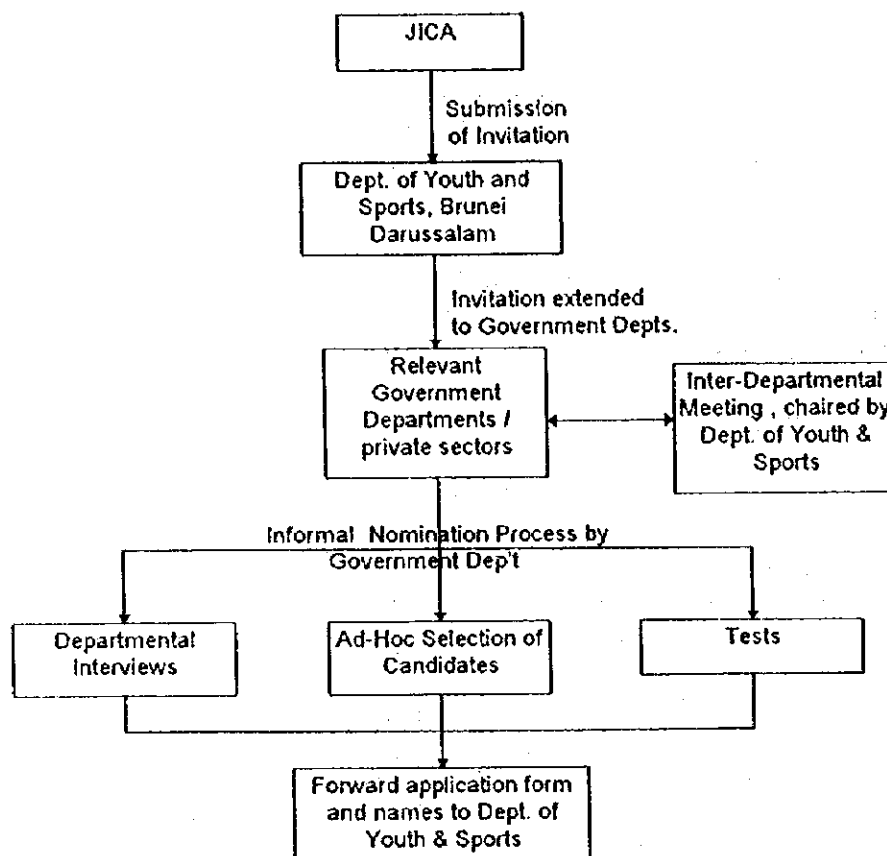 JICA
Submission
of Invitation
Dept. of Youth and
Sports, Brunei
Darussalam
Invitation extended
to Government Depts.
Relevant
Government
Departments /
private sectors
Inter-Departmental
Meeting , chaired by
Dept. of Youth &
Sports
Informal Nomination Process by
Government Dep't
Departmental
Interviews
Ad-Hoc Selection of
Candidates
Tests
Forward application form
and names to Dept. of
Youth & Sports